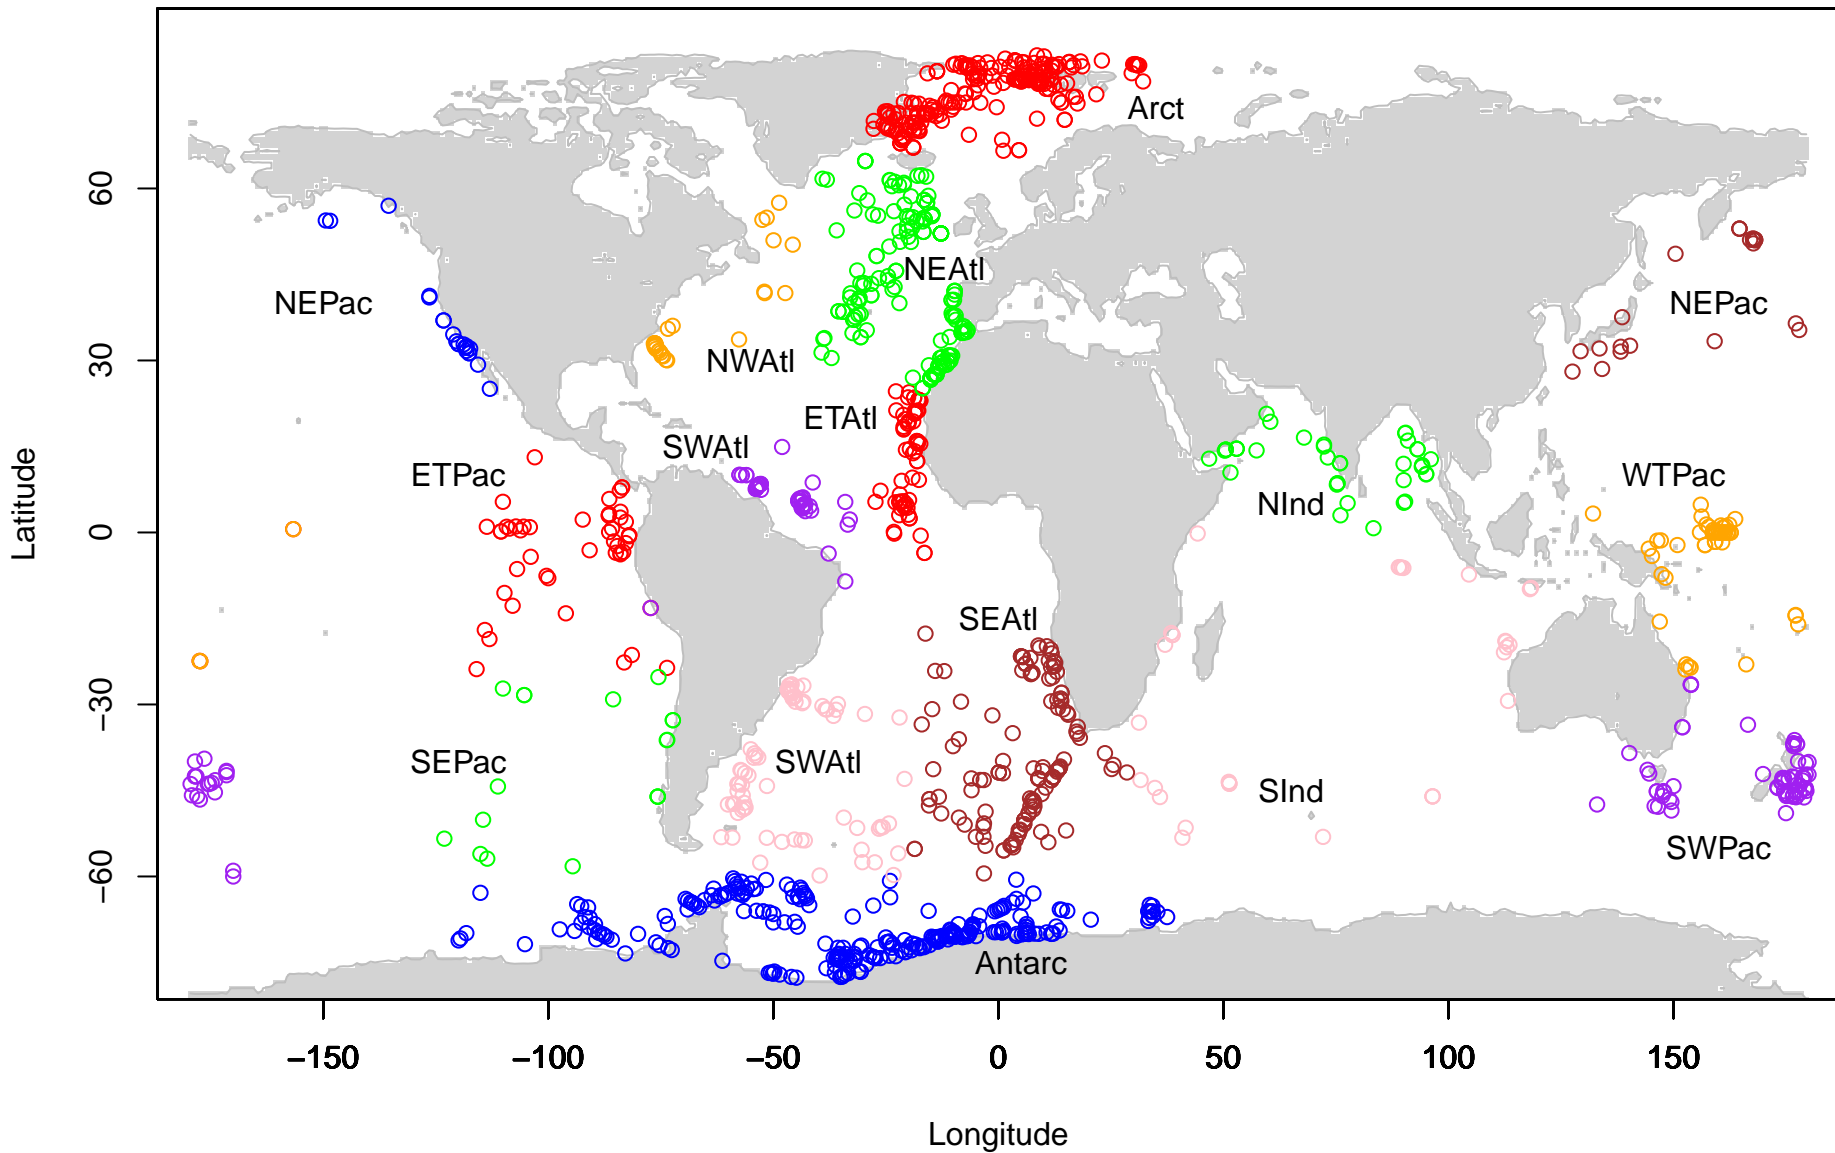 Arct
60
NEAtl
NEPac
NEPac
30
NWAtl
ETAtl
SWAtl
ETPac
WTPac
NInd
Latitude
0
SEAtl
−30
SEPac
SWAtl
SInd
SWPac
−60
Antarc
−150
−100
−50
0
50
100
150
Longitude